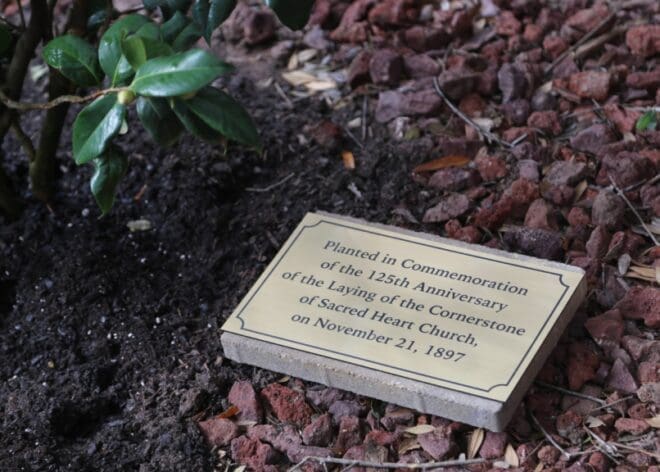 Planted in Commemoration
of the 125th Anniversary
of the Laying of the Cornerstone
of Sacred Heart Church,
on November 21, 1897